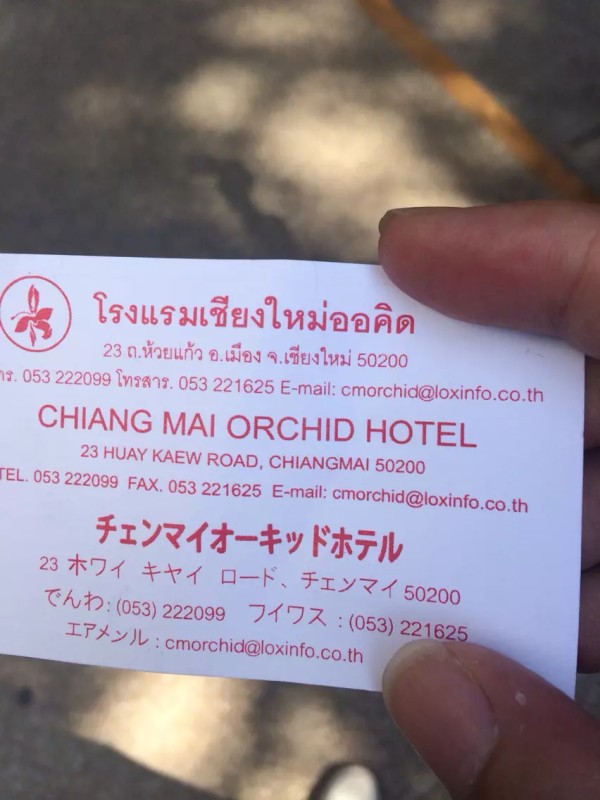 โรงแรมเชียงใหม่ออคิด
23 ถ.ห้วยแก้ว อ.เมือง จ.เชียงใหม่ 50200
053 222099 โทรสาร. 053 221625 E-mail: cmorchid@loxinfo.co.th
CHIANG MAI ORCHID HOTEL
23 HUAY KAEW ROAD, CHIANGMAI 50200
TEL. 053 222099 FAX. 053 221625 E-mail: cmorchid@loxinfo.co.th
チェンマイオーキッドホテル
23 ホワイ キヤイ ロード、チェンマイ 50200
でんわ: (053) 222099 フイワス : (053) 221625
エアメンル : cmorchid@loxinfo.co.th